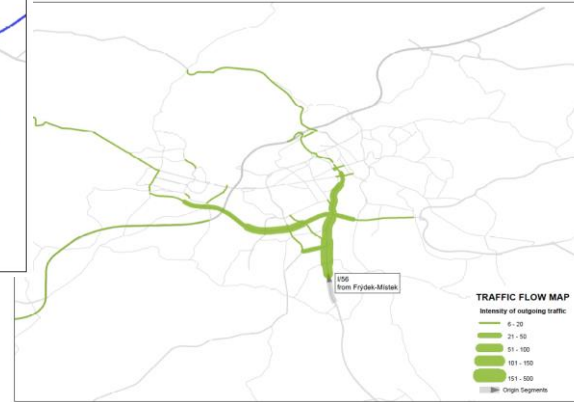 I/56
from Frýdek-Místek
TRAFFIC FLOW MAP
Intensity of outgoing traffic
6 - 20
21 - 50
51 - 100
101 - 150
151 - 500
Origin Segments